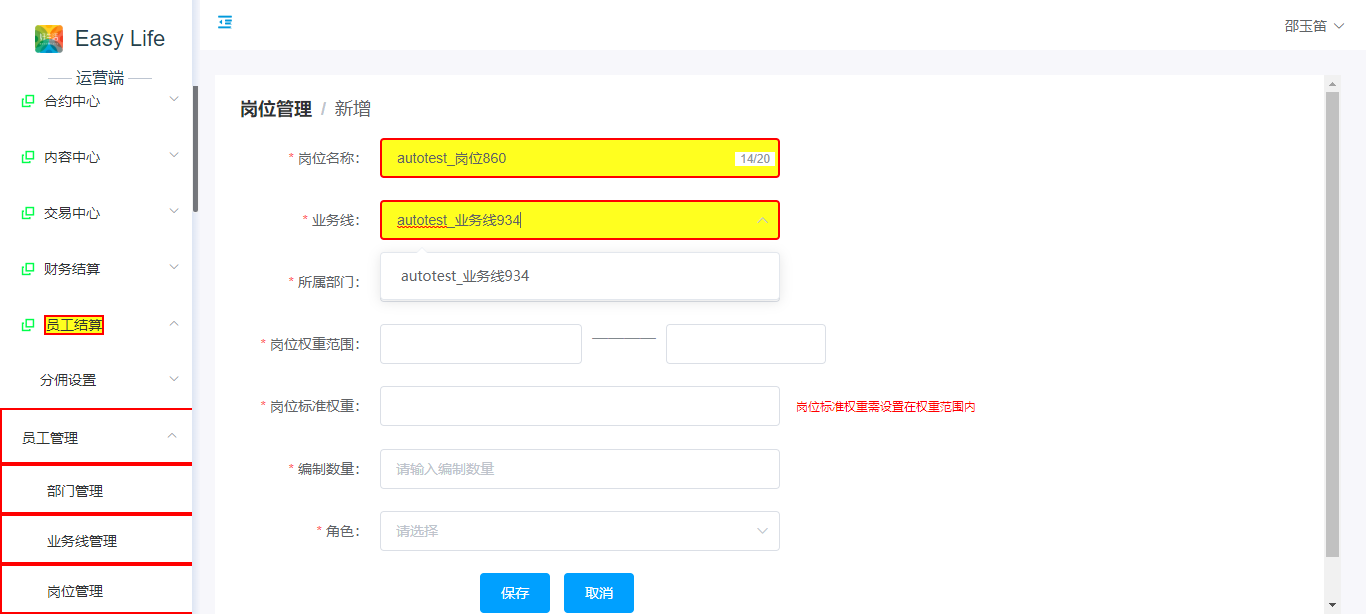 Easy Life
运营端
合约中心
内容中心
交易中心
财务结算
员工结算
分佣设置
员工管理
部门管理
业务线管理
岗位管理
邵玉笛
岗位管理 / 新增
* 岗位名称: autotest_岗位860 14/20
* 业务线: autotest_业务线934
autotest_业务线934
* 所属部门:
* 岗位权重范围:
* 岗位标准权重: 岗位标准权重需设置在权重范围内
* 编制数量: 请输入编制数量
* 角色: 请选择
保存 取消